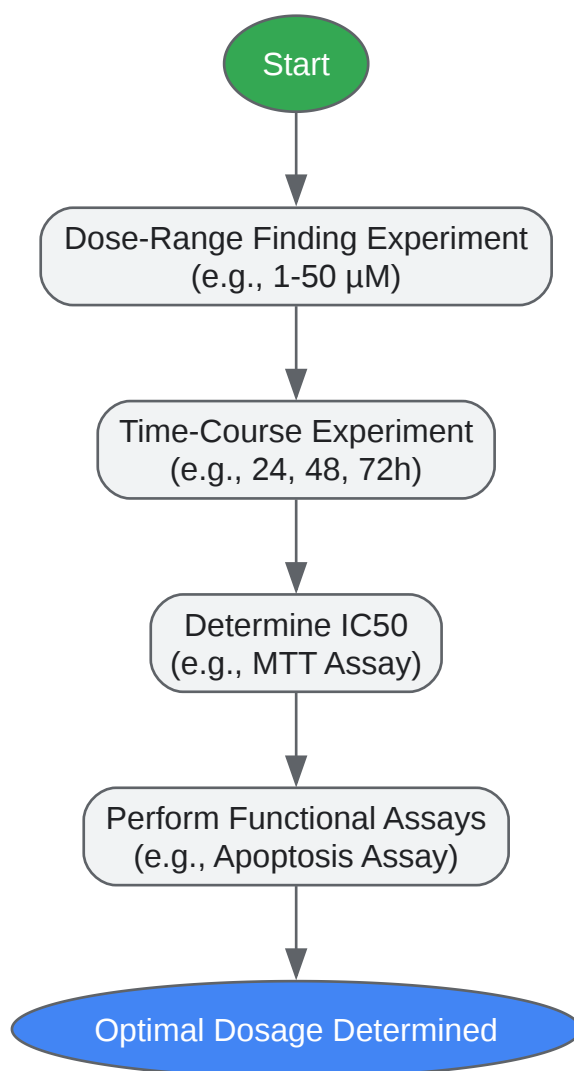 Start
Dose-Range Finding Experiment
(e.g., 1-50 µM)
Time-Course Experiment
(e.g., 24, 48, 72h)
Determine IC50
(e.g., MTT Assay)
Perform Functional Assays
(e.g., Apoptosis Assay)
Optimal Dosage Determined